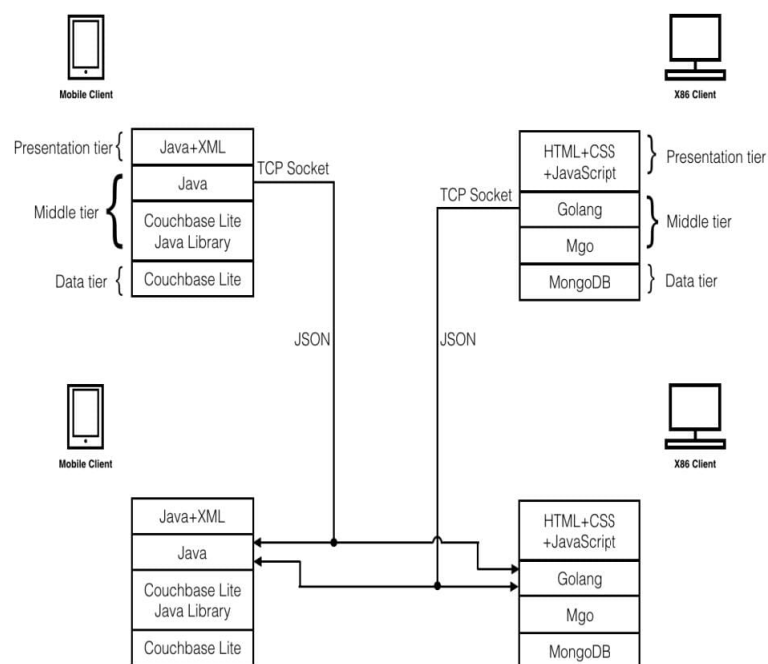 Mobile Client
X86 Client
Presentation tier
Java+XML
Java
Middle tier
Couchbase Lite
Java Library
Data tier
Couchbase Lite
TCP Socket
TCP Socket
HTML+CSS
+JavaScript
Presentation tier
Golang
Middle tier
Mgo
MongoDB
Data tier
JSON
JSON
Mobile Client
X86 Client
Java+XML
Java
Couchbase Lite
Java Library
Couchbase Lite
HTML+CSS
+JavaScript
Golang
Mgo
MongoDB